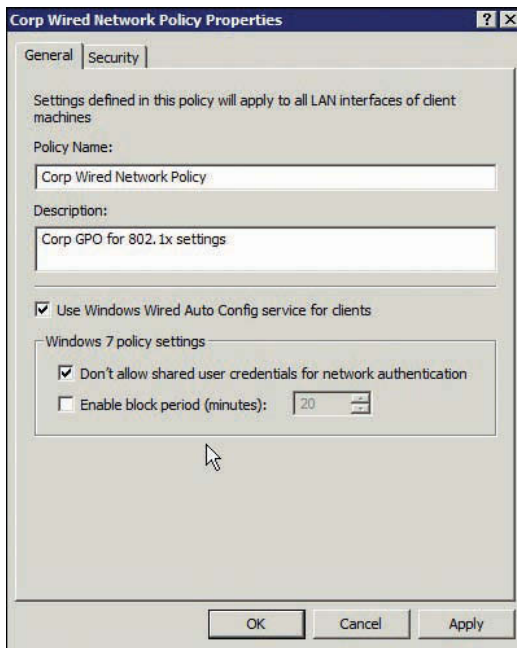 Corp Wired Network Policy Properties
General
Security
Settings defined in this policy will apply to all LAN interfaces of client
machines
Policy Name:
Corp Wired Network Policy
Description:
Corp GPO for 802.1x settings
Use Windows Wired Auto Config service for clients
Windows 7 policy settings
Don't allow shared user credentials for network authentication
Enable block period (minutes): 20
OK Cancel Apply